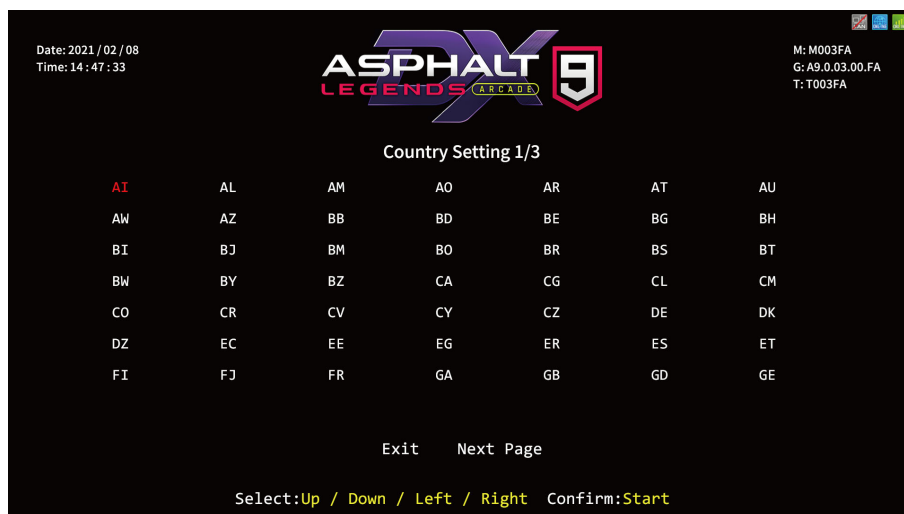 Date: 2021 / 02 / 08
Time: 14 : 47 : 33
ASPHALT 9
DX
LEGENDS ARCADE
M: M003FA
G: A9.0.03.00.FA
T: T003FA
Country Setting 1/3
AI AL AM AO AR AT AU
AW AZ BB BD BE BG BH
BI BJ BM BO BR BS BT
BW BY BZ CA CG CL CM
CO CR CV CY CZ DE DK
DZ EC EE EG ER ES ET
FI FJ FR GA GB GD GE
Exit Next Page
Select:Up / Down / Left / Right Confirm:Start